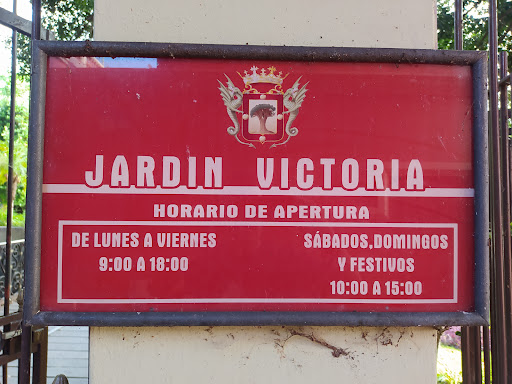 JARDIN VICTORIA
HORARIO DE APERTURA
DE LUNES A VIERNES
9:00 A 18:00
SÁBADOS,DOMINGOS
Y FESTIVOS
10:00 A 15:00